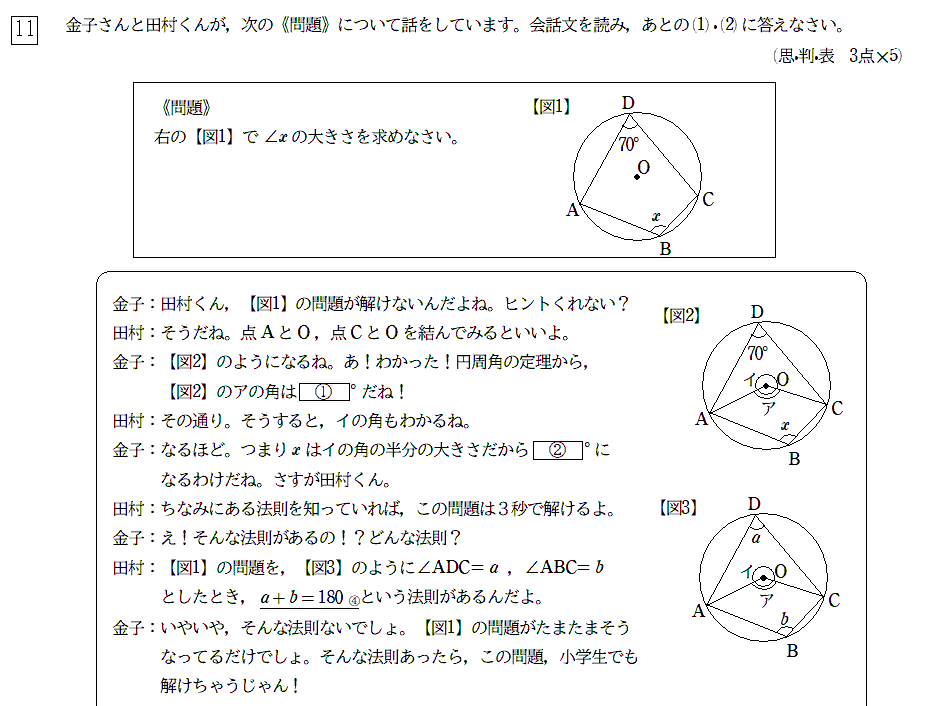 11 金子さんと田村くんが，次の《問題》について話をしています。会話文を読み，あとの(1)・(2)に答えなさい。
(思・判・表　3点×5)
《問題》
右の【図1】で ∠x の大きさを求めなさい。
【図1】
D
70°
O
A
C
x
B
金子：田村くん，【図1】の問題が解けないんだよね。ヒントくれない？
田村：そうだね。点 A と O，点 C と O を結んでみるといいよ。
金子：【図2】のようになるね。あ！わかった！円周角の定理から，
【図2】のアの角は ① ° だね！
田村：その通り。そうすると，イの角もわかるね。
金子：なるほど。つまり x はイの角の半分の大きさだから ② ° に
なるわけだね。さすが田村くん。
【図2】
D
70°
イ
O
ア
A
C
x
B
田村：ちなみにある法則を知っていれば，この問題は３秒で解けるよ。
金子：え！そんな法則があるの！？どんな法則？
田村：【図1】の問題を，【図3】のように∠ADC= a ，∠ABC= b
としたとき，a＋b＝180 ④という法則があるんだよ。
金子：いやいや，そんな法則ないでしょ。【図1】の問題がたまたまそう
なってるだけでしょ。そんな法則あったら，この問題，小学生でも
解けちゃうじゃん！
【図3】
D
a
イ
O
ア
A
C
b
B